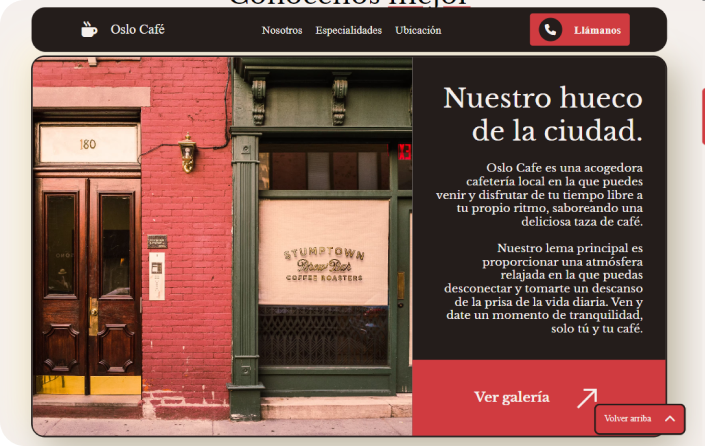 Conócenos mejor
Oslo Café
Nosotros Especialidades Ubicación
Llámanos
180
STUMPTOWN
Brew Bar
COFFEE ROASTERS
Nuestro hueco
de la ciudad.
Oslo Cafe es una acogedora
cafetería local en la que puedes
venir y disfrutar de tu tiempo libre a
tu propio ritmo, saboreando una
deliciosa taza de café.
Nuestro lema principal es
proporcionar una atmósfera
relajada en la que puedas
desconectar y tomarte un descanso
de la prisa de la vida diaria. Ven y
date un momento de tranquilidad,
solo tú y tu café.
Ver galería
Volver arriba